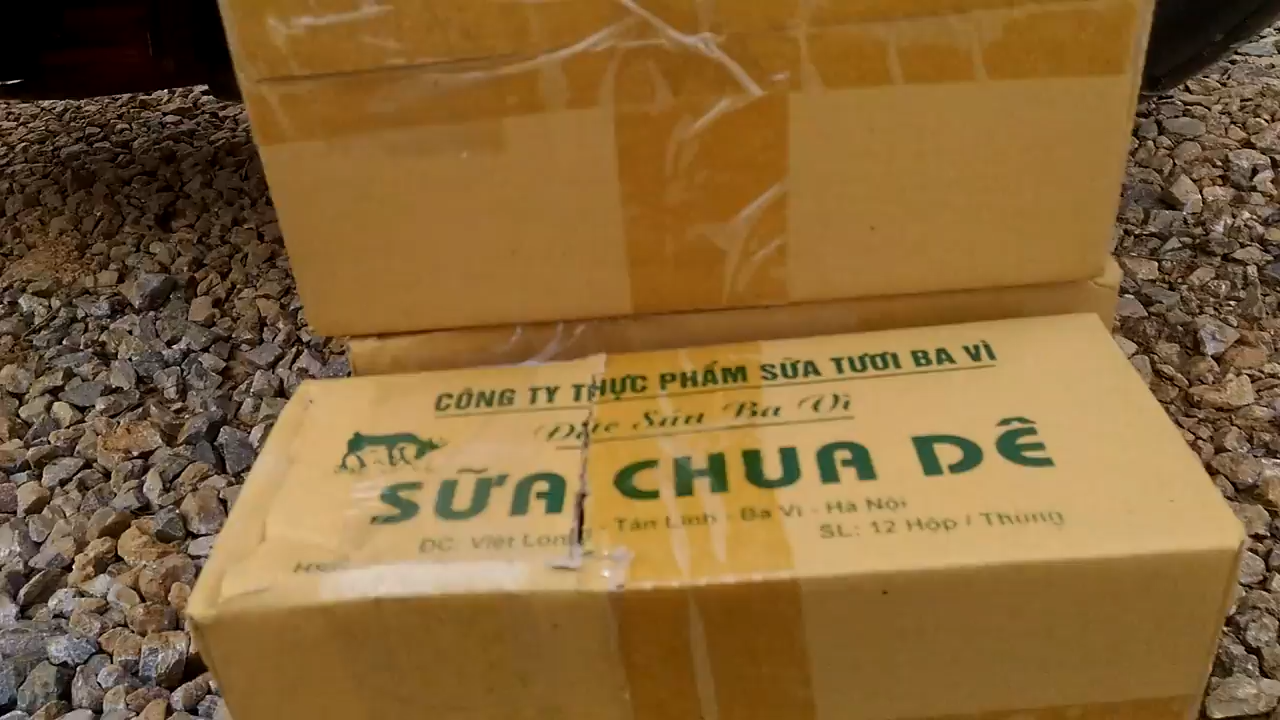 CÔNG TY THỰC PHẨM SỮA TƯƠI BA VÌ
Đặc Sản Ba Vì
SỮA CHUA DÊ
ĐC: Việt Long - Tản Lĩnh - Ba Vì - Hà Nội
SL: 12 Hộp / Thùng